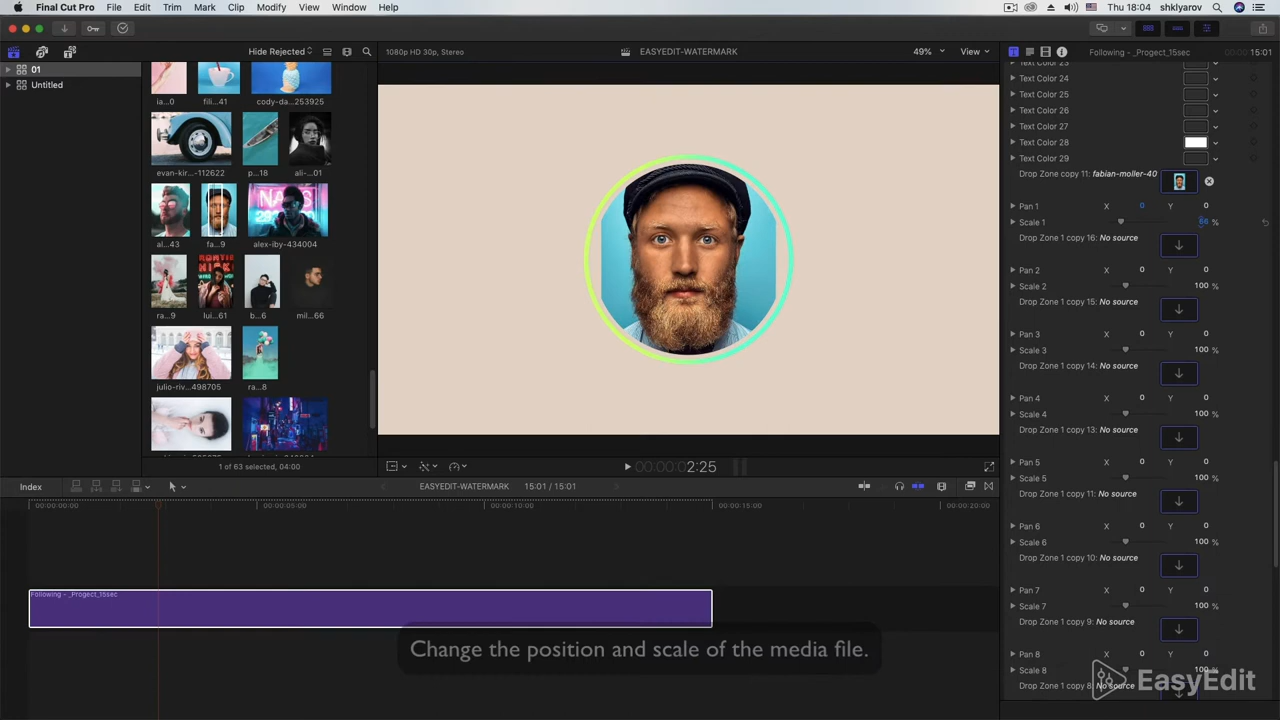 Final Cut Pro File Edit Trim Mark Clip Modify View Window Help
Thu 18:04 shklyarov
Hide Rejected
1080p HD 30p, Stereo
EASYEDIT-WATERMARK
49% View
Following - _Progect_15sec
15:01
01
Untitled
ia...0
fili...41
cody-da...253925
evan-kir...-112622
p...18
ali-...01
al...43
fa...9
alex-iby-434004
ra...9
lui...61
b...6
mil...66
julio-riv...498705
ra...8
1 of 63 selected, 04:00
00:00:00 2:25
Text Color 24
Text Color 25
Text Color 26
Text Color 27
Text Color 28
Text Color 29
Drop Zone copy 11: fabian-moller-40
Pan 1 X 0 Y 0
Scale 1 66 %
Drop Zone 1 copy 16: No source
Pan 2 X 0 Y 0
Scale 2 100 %
Drop Zone 1 copy 15: No source
Pan 3 X 0 Y 0
Scale 3 100 %
Drop Zone 1 copy 14: No source
Pan 4 X 0 Y 0
Scale 4 100 %
Drop Zone 1 copy 13: No source
Pan 5 X 0 Y 0
Scale 5 100 %
Drop Zone 1 copy 11: No source
Pan 6 X 0 Y 0
Scale 6 100 %
Drop Zone 1 copy 10: No source
Pan 7 X 0 Y 0
Scale 7 100 %
Drop Zone 1 copy 9: No source
Pan 8 X 0 Y 0
Scale 8 100 %
Drop Zone 1 copy 8: No source
Index
EASYEDIT-WATERMARK 15:01 / 15:01
00:00:00:00 00:00:05:00 00:00:10:00 00:00:15:00 00:00:20:00
Following - _Progect_15sec
Change the position and scale of the media file.
EasyEdit